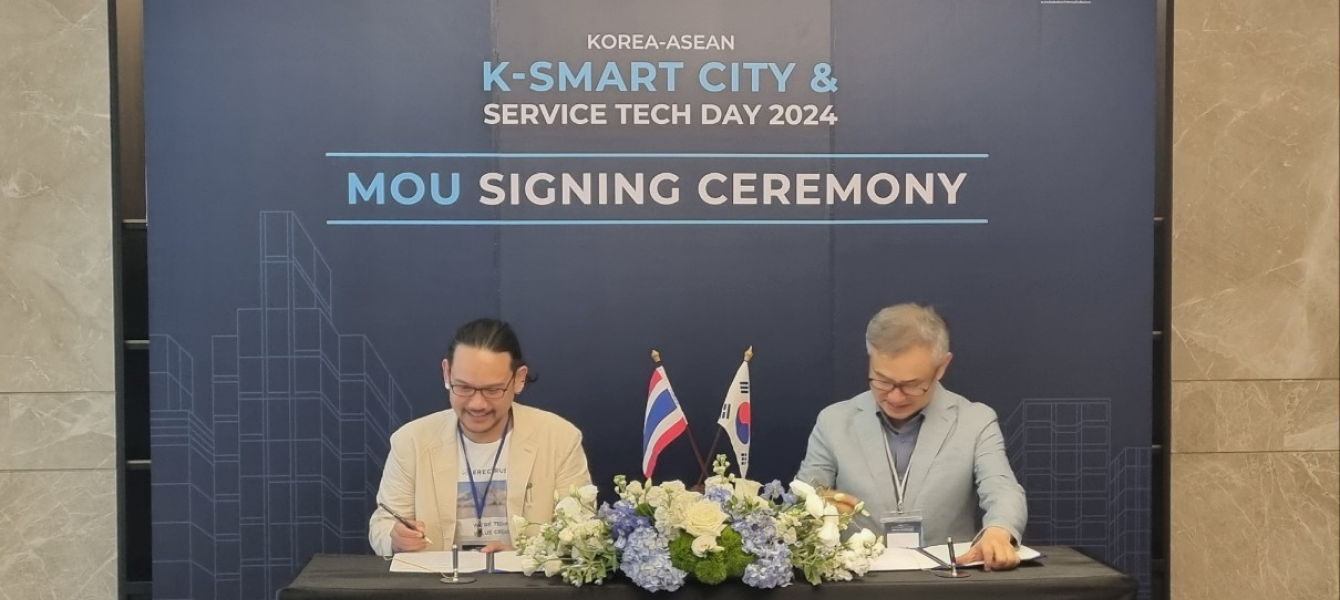 KOREA-ASEAN
K-SMART CITY &
SERVICE TECH DAY 2024
MOU SIGNING CEREMONY